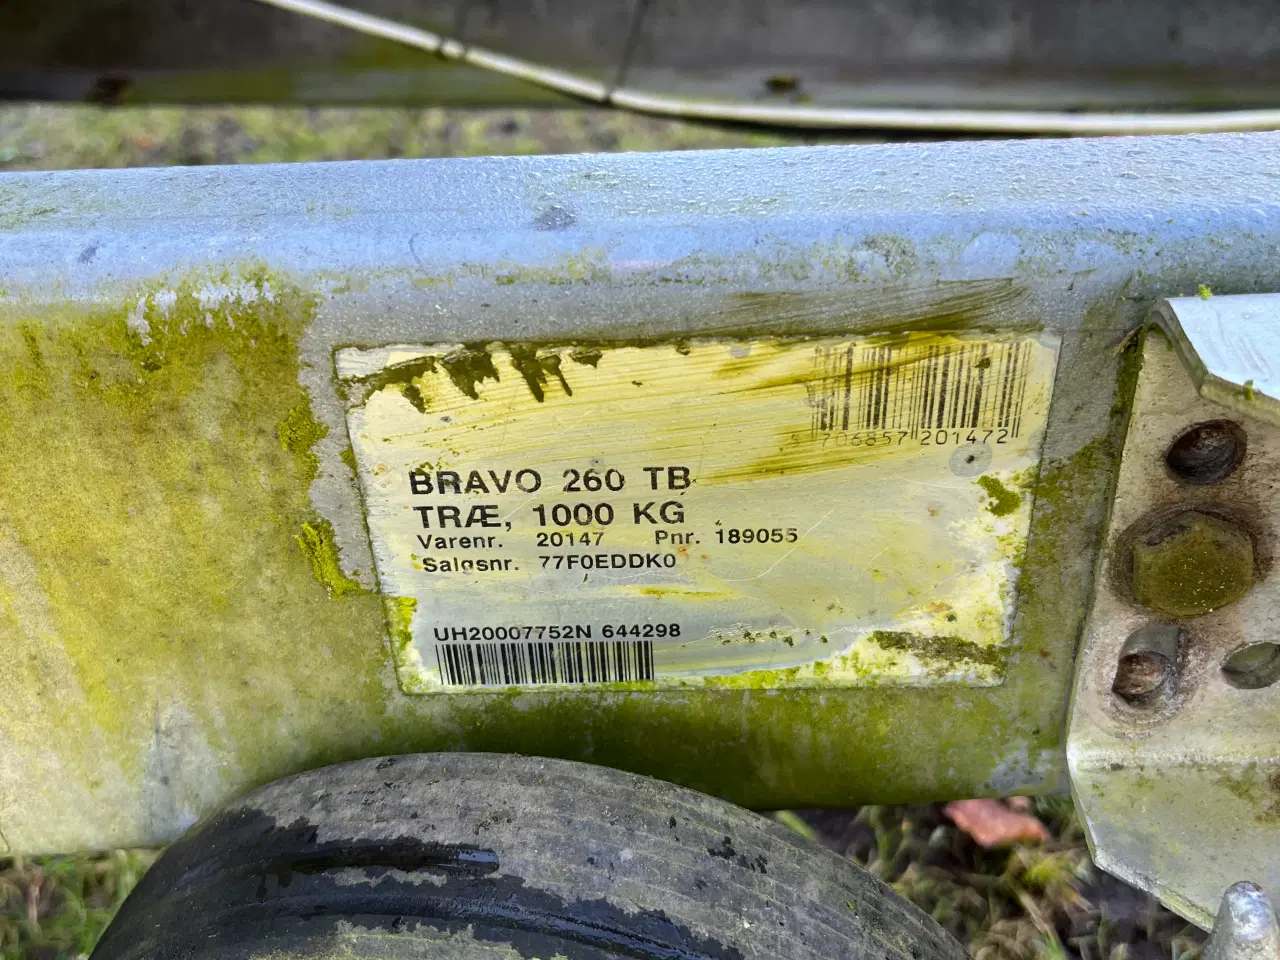 5 706857 201472
BRAVO 260 TB
TRÆ, 1000 KG
Varenr. 20147 Pnr. 189055
Salgsnr. 77F0EDDK0
UH20007752N 644298